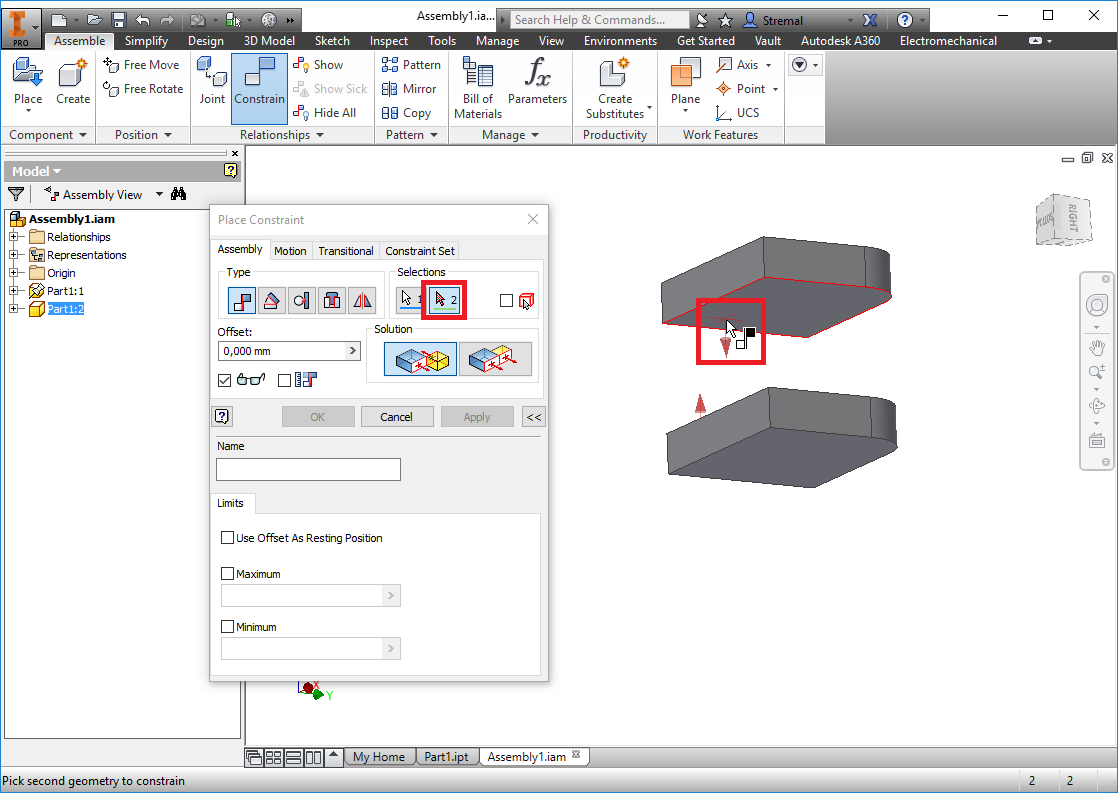 Assembly1.ia...
Search Help & Commands...
Stremal
PRO
Assemble Simplify Design 3D Model Sketch Inspect Tools Manage View Environments Get Started Vault Autodesk A360 Electromechanical
Place
Create
Free Move
Free Rotate
Joint
Constrain
Show
Show Sick
Hide All
Pattern
Mirror
Copy
Bill of
Materials
fx
Parameters
Create
Substitutes
Plane
Axis
Point
UCS
Component Position Relationships Pattern Manage Productivity Work Features
Model
Assembly View
Assembly1.iam
Relationships
Representations
Origin
Part1:1
Part1:2
Place Constraint
Assembly Motion Transitional Constraint Set
Type
Selections
1
2
Offset:
0,000 mm
Solution
OK Cancel Apply <<
Name
Limits
Use Offset As Resting Position
Maximum
Minimum
RIGHT
BOTTOM
X
Y
My Home Part1.ipt Assembly1.iam
Pick second geometry to constrain
2 2